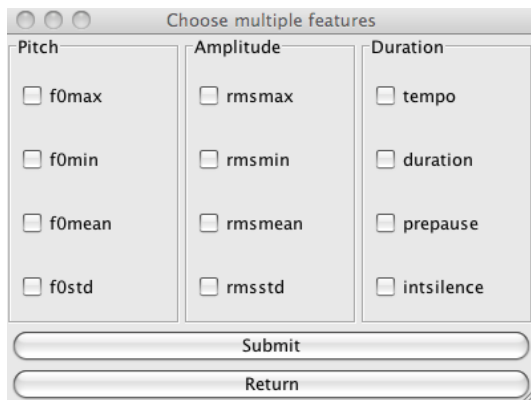 Choose multiple features
Pitch
f0max
f0min
f0mean
f0std
Amplitude
rmsmax
rmsmin
rmsmean
rmsstd
Duration
tempo
duration
prepause
intsilence
Submit
Return